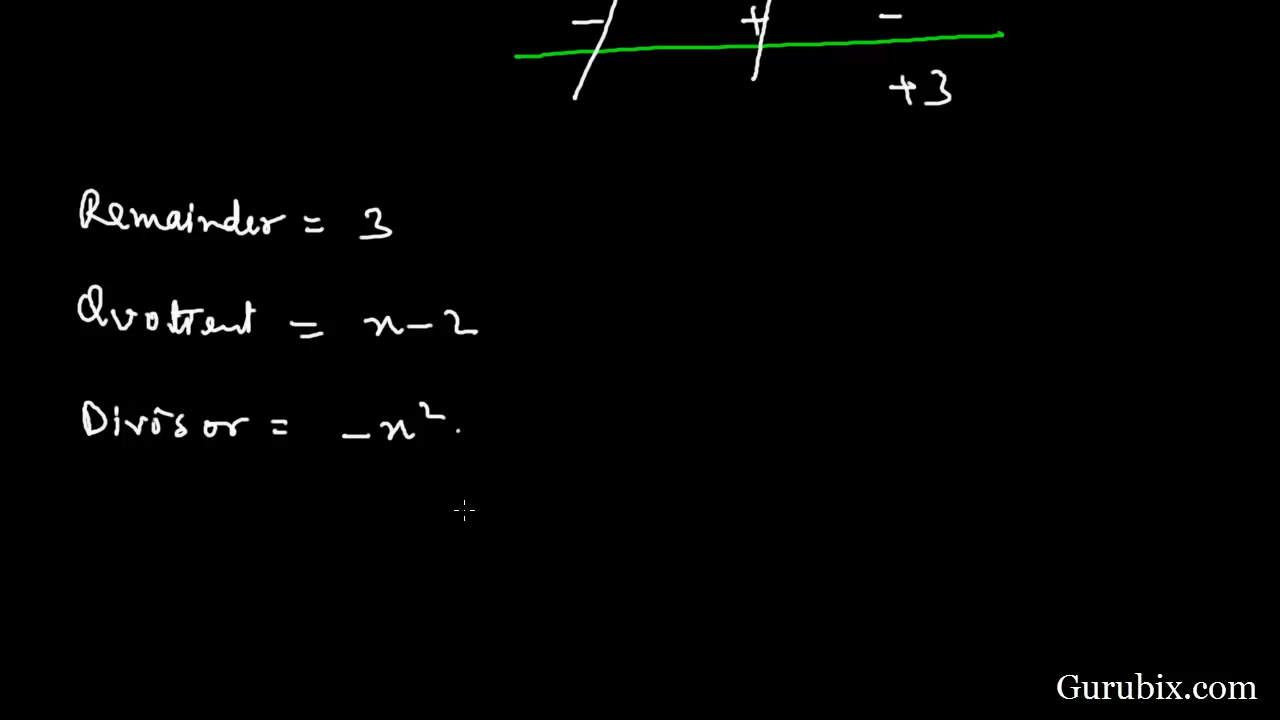 - + -
+3
Remainder = 3
Quotient = x-2
Divisor = -x².
Gurubix.com